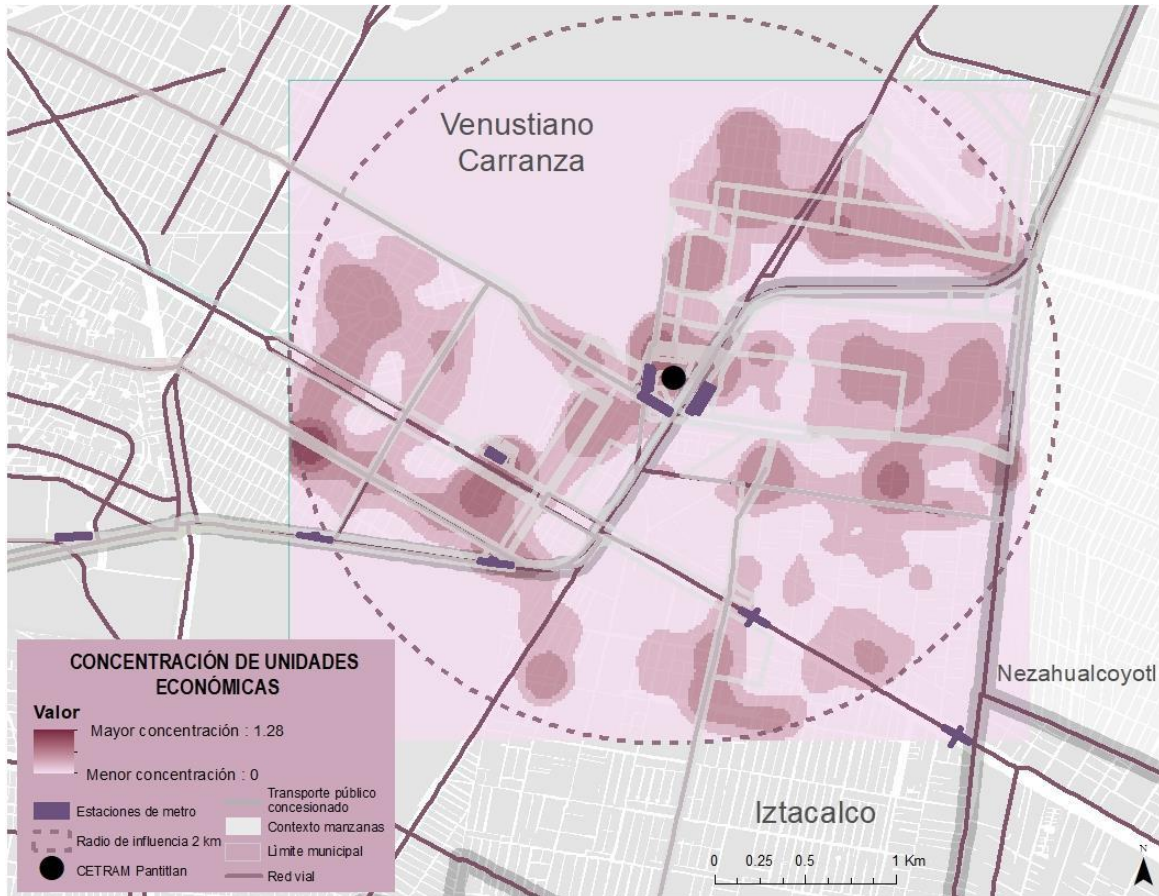 Venustiano
Carranza
Nezahualcoyotl
Iztacalco
CONCENTRACIÓN DE UNIDADES
ECONÓMICAS
Valor
Mayor concentración : 1.28
Menor concentración : 0
Estaciones de metro
Radio de influencia 2 km
CETRAM Pantitlan
Transporte público
concesionado
Contexto manzanas
Lìmite municipal
Red vial
0 0.25 0.5 1 Km
N